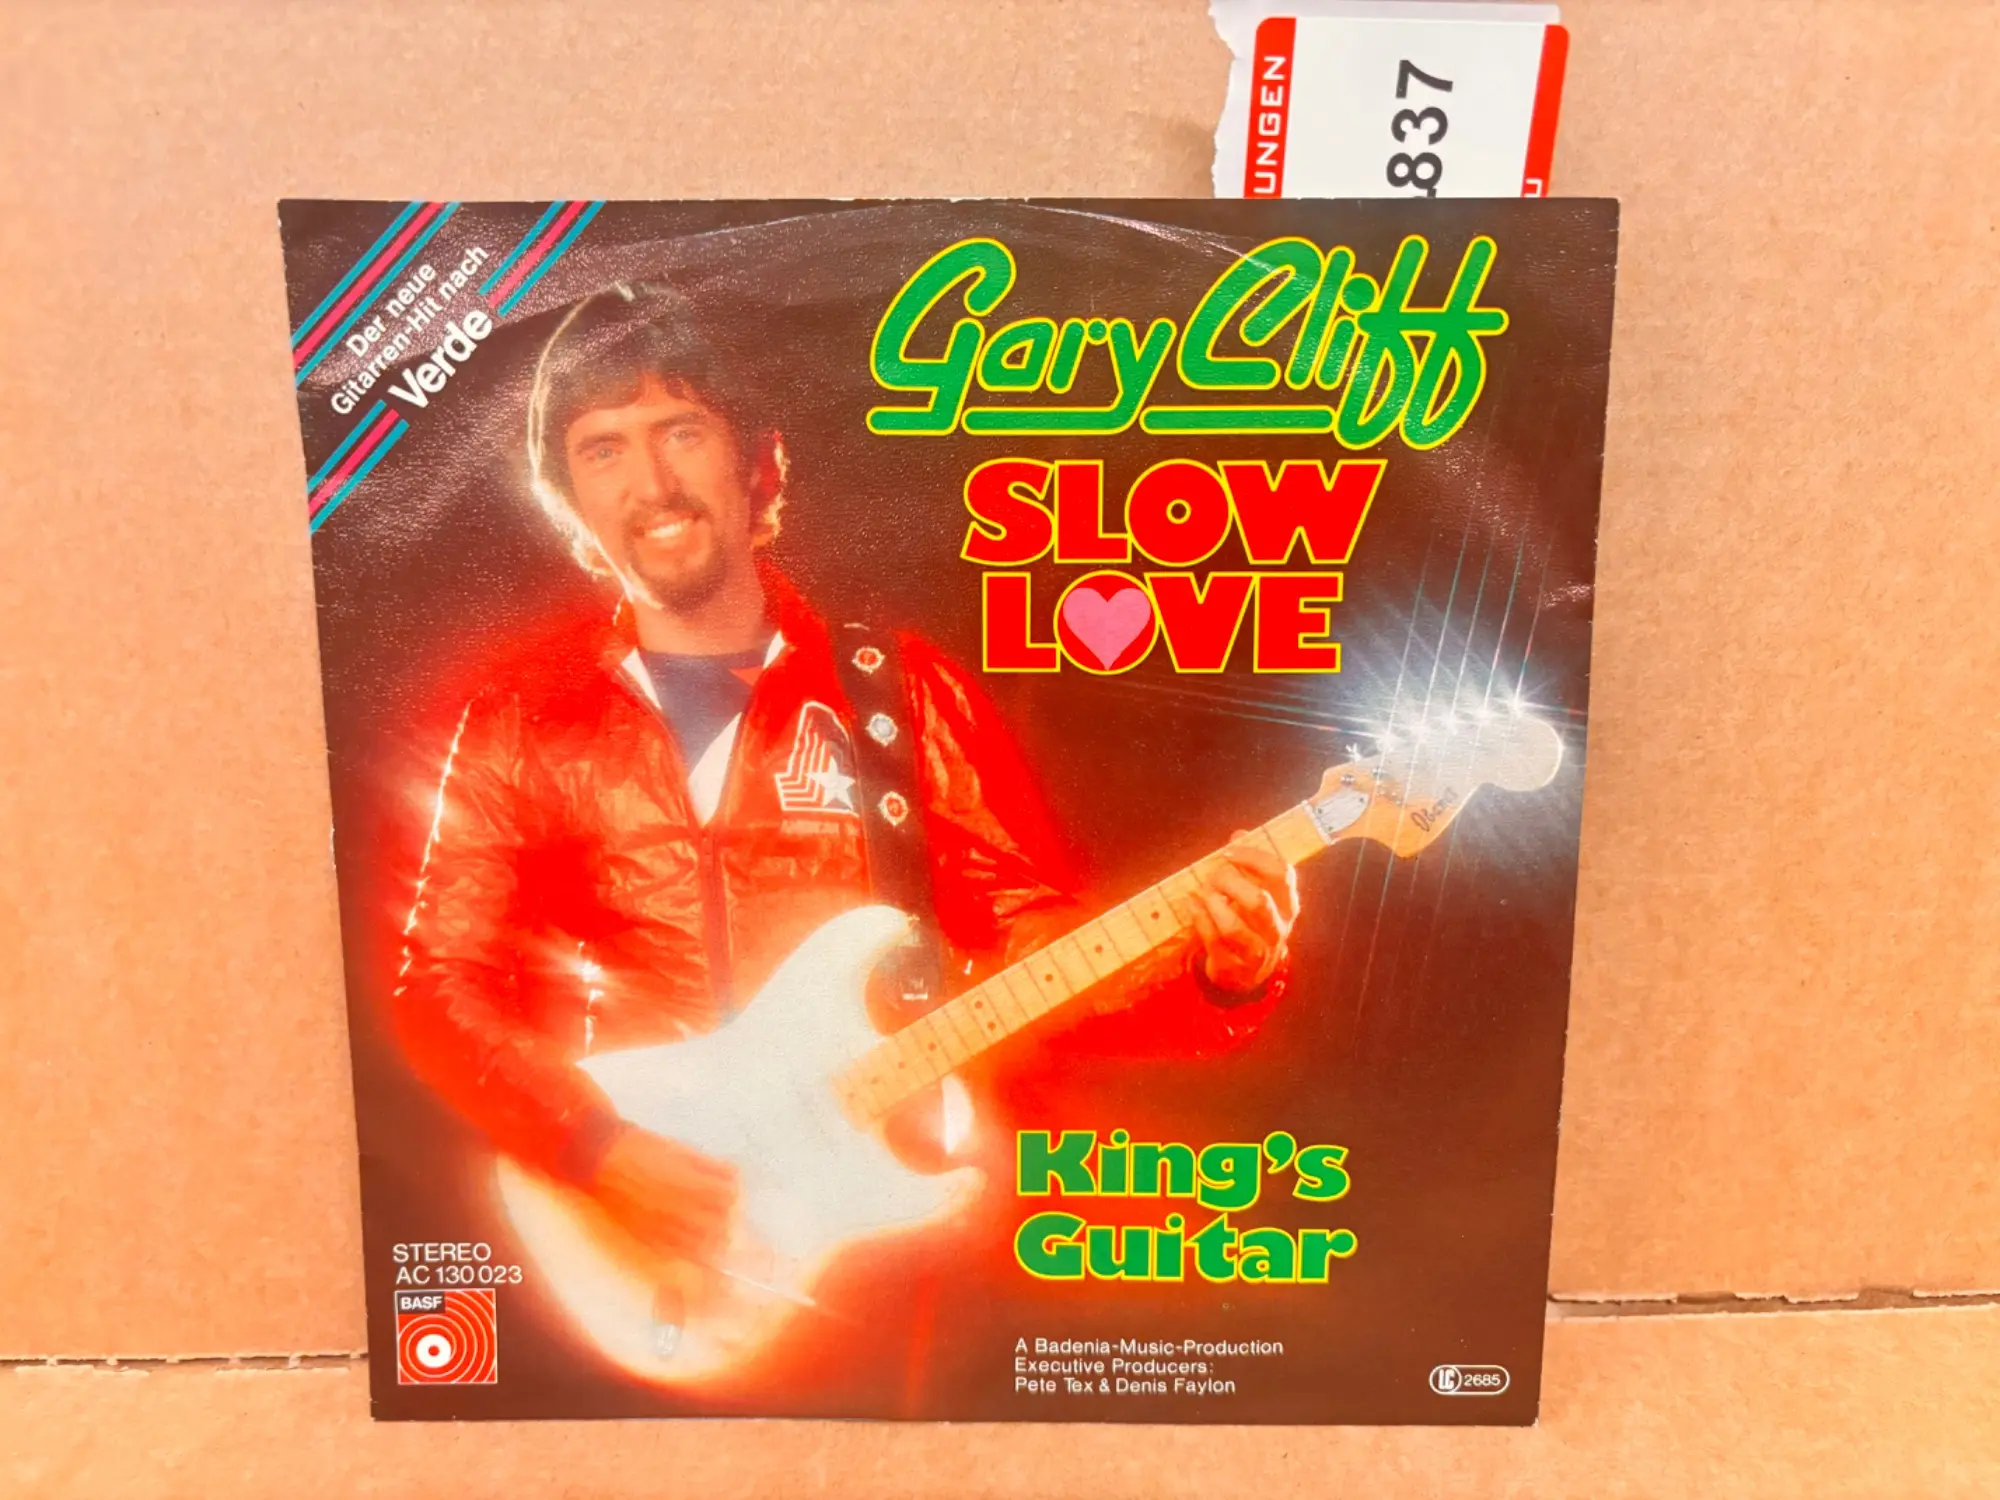 UNGEN
837
U
Der neue
Gitarren-Hit nach
Verde
Gary Cliff
SLOW
LOVE
Ibanez
King's
Guitar
STEREO
AC 130 023
BASF
A Badenia-Music-Production
Executive Producers:
Pete Tex & Denis Faylon
LC 2685